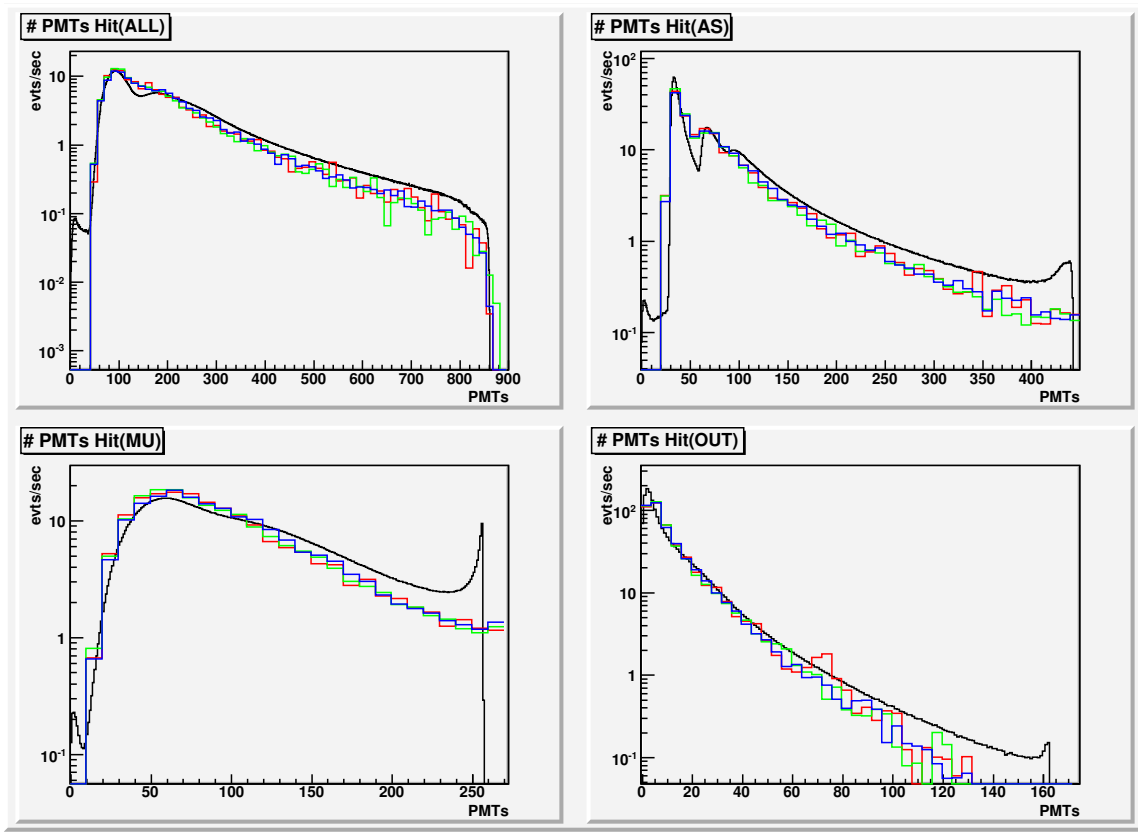 # PMTs Hit(ALL)
evts/sec
10
1
10-1
10-2
10-3
0 100 200 300 400 500 600 700 800 900
PMTs
# PMTs Hit(AS)
evts/sec
102
10
1
10-1
0 50 100 150 200 250 300 350 400
PMTs
# PMTs Hit(MU)
evts/sec
10
1
10-1
0 50 100 150 200 250
PMTs
# PMTs Hit(OUT)
evts/sec
102
10
1
10-1
0 20 40 60 80 100 120 140 160
PMTs